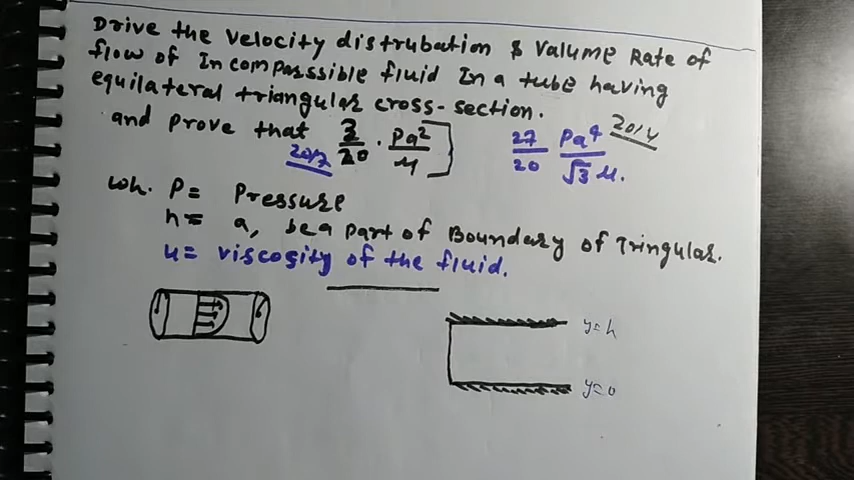 Drive the velocity distrubation & Valume Rate of
flow of Incomparssible fluid In a tube having
equilateral triangular cross-section.
and prove that 3/20 · Pa²/μ ] 27/20 Pa⁴/√3 μ. 2014
2017
wh. P = Pressure
h = a, be a part of Boundary of Tringular.
u = viscosity of the fluid.
y=h
y=0